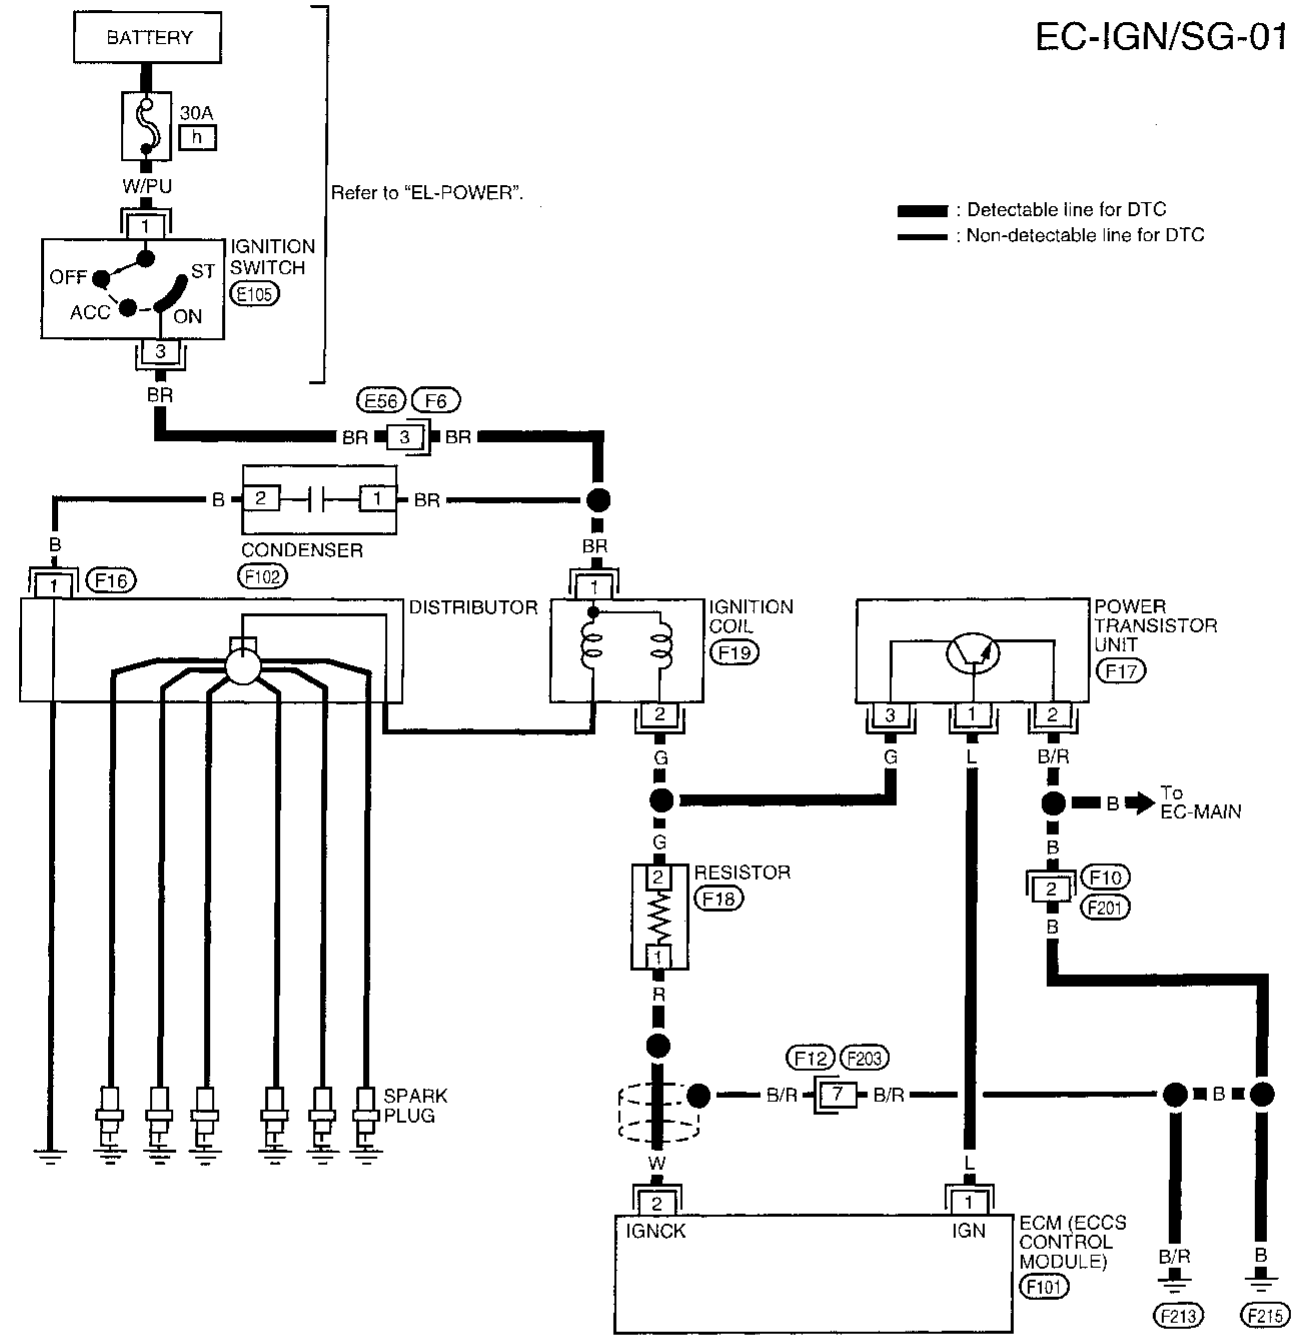 EC-IGN/SG-01
BATTERY
30A
h
W/PU
Refer to "EL-POWER".
: Detectable line for DTC
: Non-detectable line for DTC
1
IGNITION
SWITCH
E105
OFF
ST
ACC
ON
3
BR
E56 F6
BR 3 BR
B 2 1 BR
B
CONDENSER
F102
BR
1
F16
1
DISTRIBUTOR
IGNITION
COIL
F19
POWER
TRANSISTOR
UNIT
F17
2
3 1 2
G
G L B/R
B
To
EC-MAIN
G
B
2
RESISTOR
F18
2
F10
F201
B
1
R
F12 F203
B/R 7 B/R
B
SPARK
PLUG
W
L
2
1
IGNCK
IGN
ECM (ECCS
CONTROL
MODULE)
F101
B/R
B
F213
F215